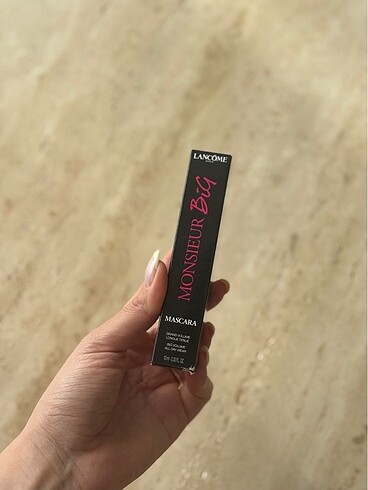 LANCÔME
MONSIEUR BiG
MASCARA
GRAND VOLUME
LONGUE TENUE
BIG VOLUME
ALL DAY WEAR